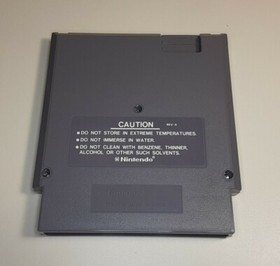 CAUTION REV-A
● DO NOT STORE IN EXTREME TEMPERATURES.
● DO NOT IMMERSE IN WATER.
● DO NOT CLEAN WITH BENZENE, THINNER,
ALCOHOL OR OTHER SUCH SOLVENTS.
Nintendo